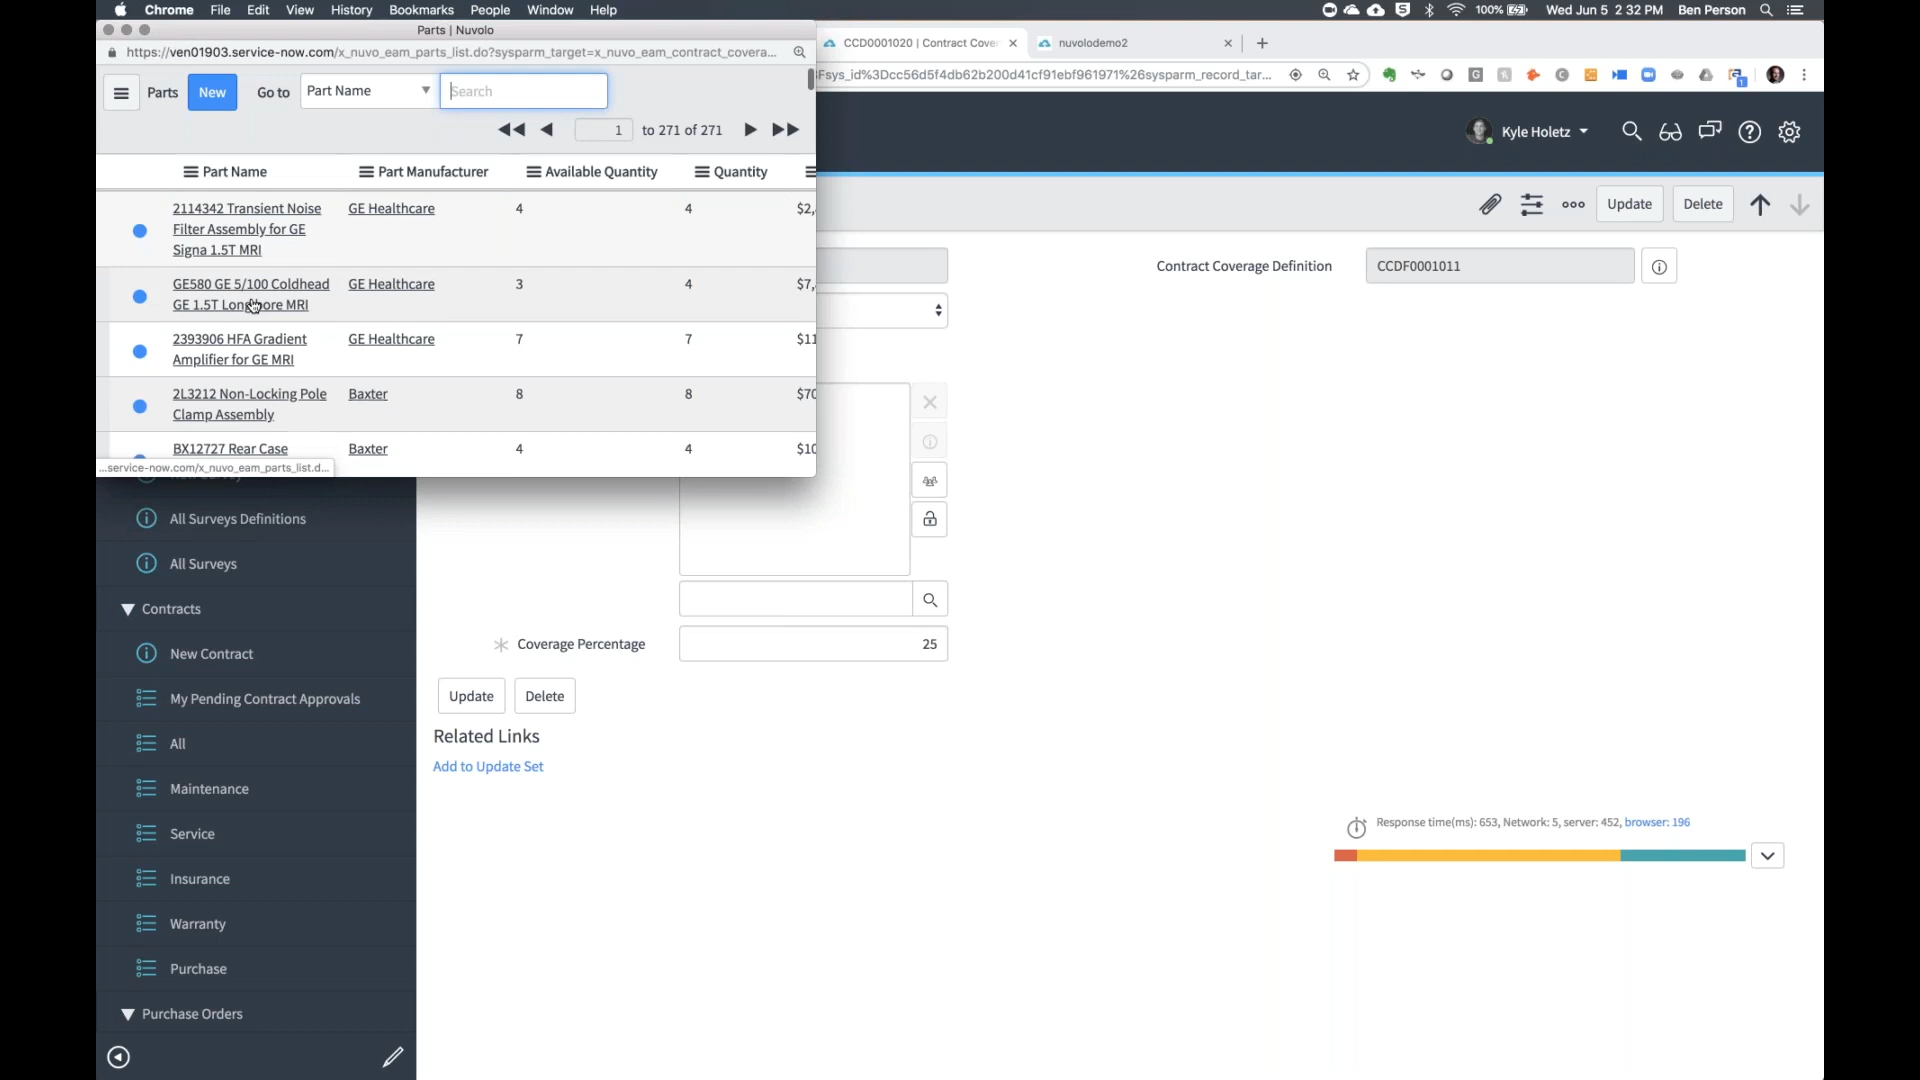 Chrome File Edit View History Bookmarks People Window Help
100% Wed Jun 5 2 32 PM Ben Person
Parts | Nuvolo
https://ven01903.service-now.com/x_nuvo_eam_parts_list.do?sysparm_target=x_nuvo_eam_contract_covera...
CCD0001020 | Contract Cover
nuvolodemo2
Fsys_id%3Dcc56d5f4db62b200d41cf91ebf961971%26sysparm_record_tar...
Parts New Go to Part Name Search
1 to 271 of 271
Kyle Holetz
Part Name Part Manufacturer Available Quantity Quantity
2114342 Transient Noise Filter Assembly for GE Signa 1.5T MRI GE Healthcare 4 4 $2,
GE580 GE 5/100 Coldhead GE 1.5T MRI GE Healthcare 3 4 $7,
2393906 HFA Gradient Amplifier for GE MRI GE Healthcare 7 7 $11
2L3212 Non-Locking Pole Clamp Assembly Baxter 8 8 $70
BX12727 Rear Case Baxter 4 4 $10
...service-now.com/x_nuvo_eam_parts_list.d...
Update Delete
Contract Coverage Definition CCDF0001011
All Surveys Definitions
All Surveys
Contracts
New Contract
My Pending Contract Approvals
All
Maintenance
Service
Insurance
Warranty
Purchase
Purchase Orders
Coverage Percentage 25
Update Delete
Related Links
Add to Update Set
Response time(ms): 653, Network: 5, server: 452, browser: 196